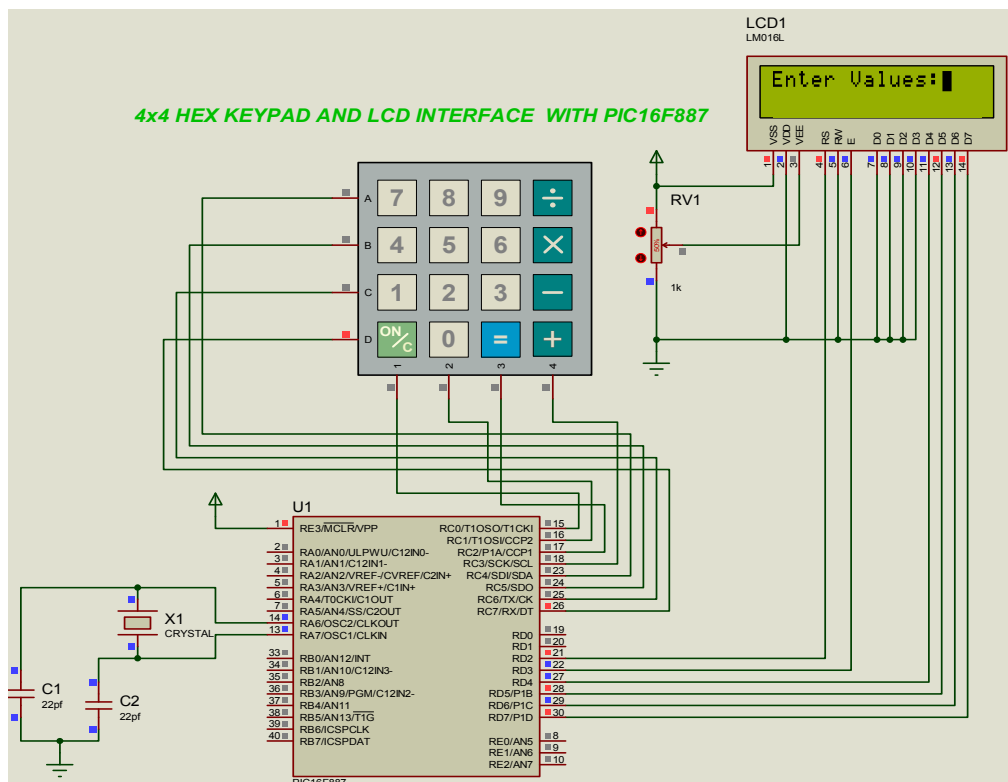 LCD1
LM016L
Enter Values:
4x4 HEX KEYPAD AND LCD INTERFACE WITH PIC16F887
VSS VDD VEE RS RW E D0 D1 D2 D3 D4 D5 D6 D7
1 2 3 4 5 6 7 8 9 10 11 12 13 14
RV1
50%
1k
A 7 8 9 ÷
B 4 5 6 ×
C 1 2 3 −
D ON/C 0 = +
1 2 3 4
U1
1 RE3/MCLR/VPP
2 RA0/AN0/ULPWU/C12IN0-
3 RA1/AN1/C12IN1-
4 RA2/AN2/VREF-/CVREF/C2IN+
5 RA3/AN3/VREF+/C1IN+
6 RA4/T0CKI/C1OUT
7 RA5/AN4/SS/C2OUT
14 RA6/OSC2/CLKOUT
13 RA7/OSC1/CLKIN
33 RB0/AN12/INT
34 RB1/AN10/C12IN3-
35 RB2/AN8
36 RB3/AN9/PGM/C12IN2-
37 RB4/AN11
38 RB5/AN13/T1G
39 RB6/ICSPCLK
40 RB7/ICSPDAT
RC0/T1OSO/T1CKI 15
RC1/T1OSI/CCP2 16
RC2/P1A/CCP1 17
RC3/SCK/SCL 18
RC4/SDI/SDA 23
RC5/SDO 24
RC6/TX/CK 25
RC7/RX/DT 26
RD0 19
RD1 20
RD2 21
RD3 22
RD4 27
RD5/P1B 28
RD6/P1C 29
RD7/P1D 30
RE0/AN5 8
RE1/AN6 9
RE2/AN7 10
PIC16F887
X1
CRYSTAL
C1
22pf
C2
22pf